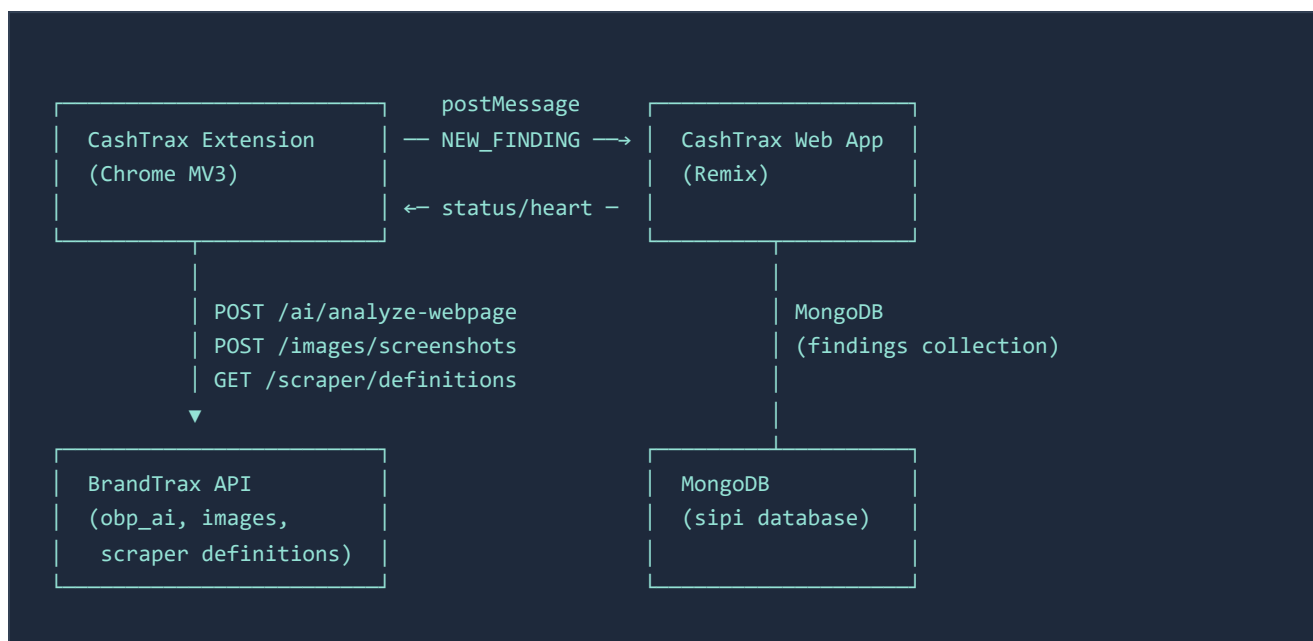 postMessage
CashTrax Extension
(Chrome MV3)
── NEW_FINDING ──→
←─ status/heart ─
CashTrax Web App
(Remix)
POST /ai/analyze-webpage
POST /images/screenshots
GET /scraper/definitions
MongoDB
(findings collection)
BrandTrax API
(obp_ai, images,
scraper definitions)
MongoDB
(sipi database)